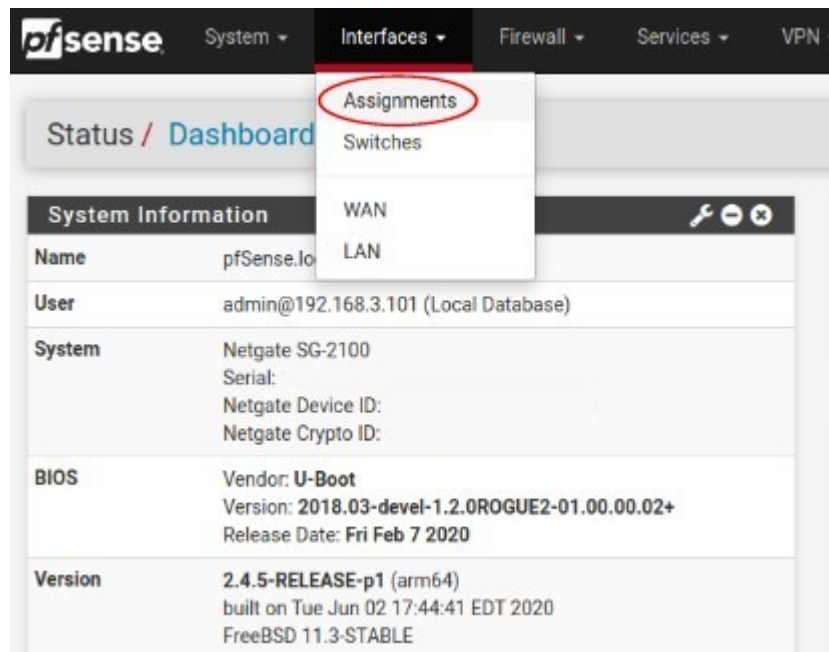 pfsense System Interfaces Firewall Services VPN
Assignments
Status / Dashboard
Switches
WAN
LAN
System Information
Name pfSense.lo
User admin@192.168.3.101 (Local Database)
System Netgate SG-2100
Serial:
Netgate Device ID:
Netgate Crypto ID:
BIOS Vendor: U-Boot
Version: 2018.03-devel-1.2.0ROGUE2-01.00.00.02+
Release Date: Fri Feb 7 2020
Version 2.4.5-RELEASE-p1 (arm64)
built on Tue Jun 02 17:44:41 EDT 2020
FreeBSD 11.3-STABLE